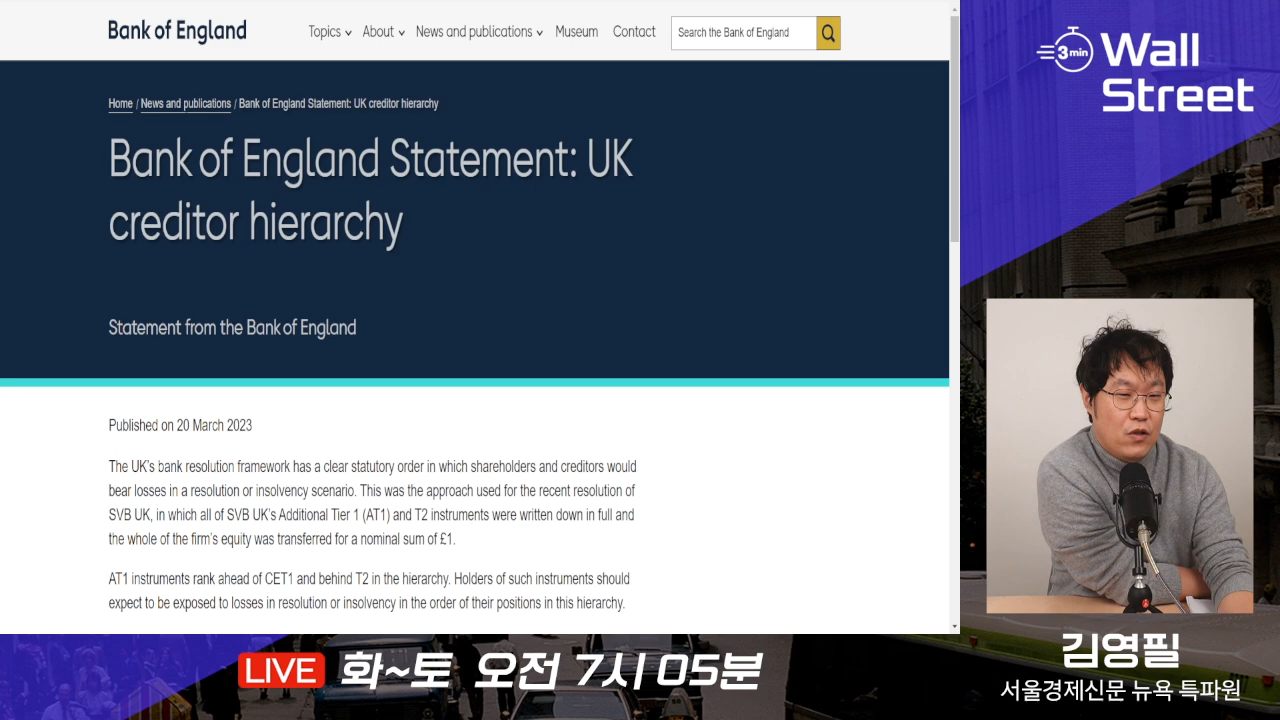 Bank of England
Topics
About
News and publications
Museum
Contact
Search the Bank of England
Home / News and publications / Bank of England Statement: UK creditor hierarchy
Bank of England Statement: UK
creditor hierarchy
Statement from the Bank of England
Published on 20 March 2023
The UK's bank resolution framework has a clear statutory order in which shareholders and creditors would
bear losses in a resolution or insolvency scenario. This was the approach used for the recent resolution of
SVB UK, in which all of SVB UK's Additional Tier 1 (AT1) and T2 instruments were written down in full and
the whole of the firm's equity was transferred for a nominal sum of £1.
AT1 instruments rank ahead of CET1 and behind T2 in the hierarchy. Holders of such instruments should
expect to be exposed to losses in resolution or insolvency in the order of their positions in this hierarchy.
3min Wall
Street
김영필
서울경제신문 뉴욕 특파원
LIVE 화~토 오전 7시 05분